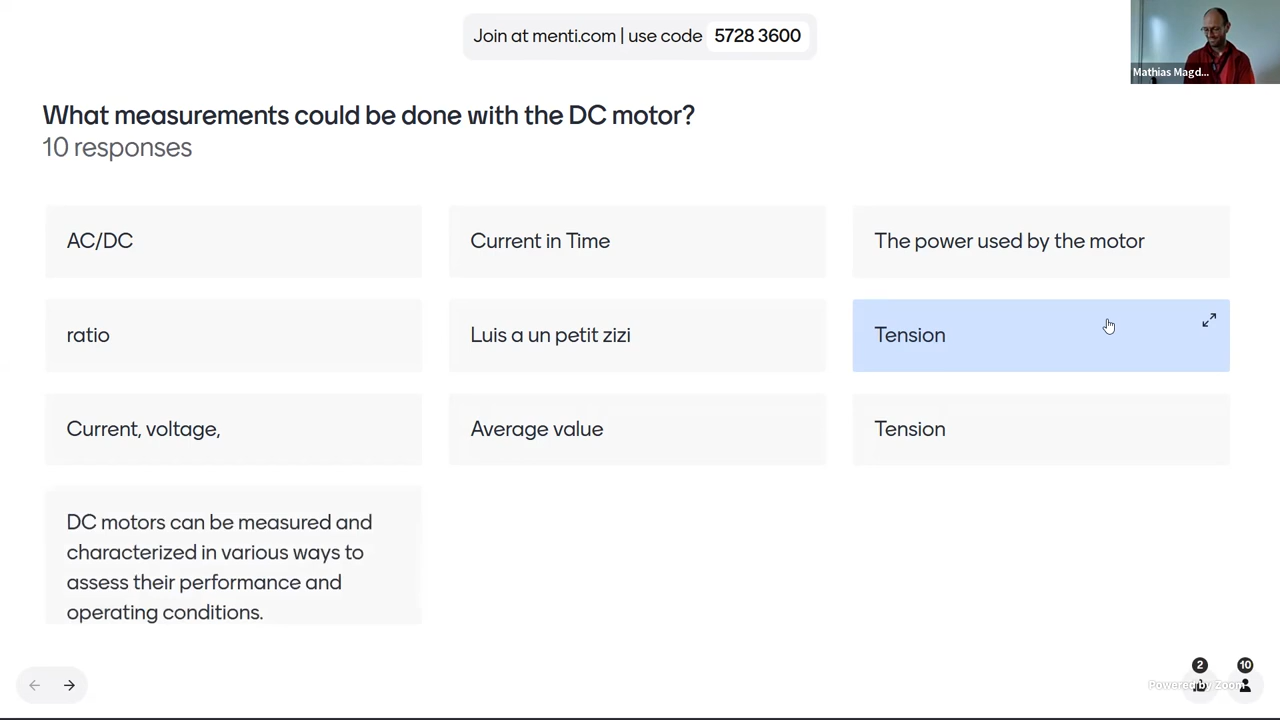 Join at menti.com | use code 5728 3600
Mathias Magd...
What measurements could be done with the DC motor?
10 responses
AC/DC
Current in Time
The power used by the motor
ratio
Luis a un petit zizi
Tension
Current, voltage,
Average value
Tension
DC motors can be measured and
characterized in various ways to
assess their performance and
operating conditions.
2
10
Powered by Zoom